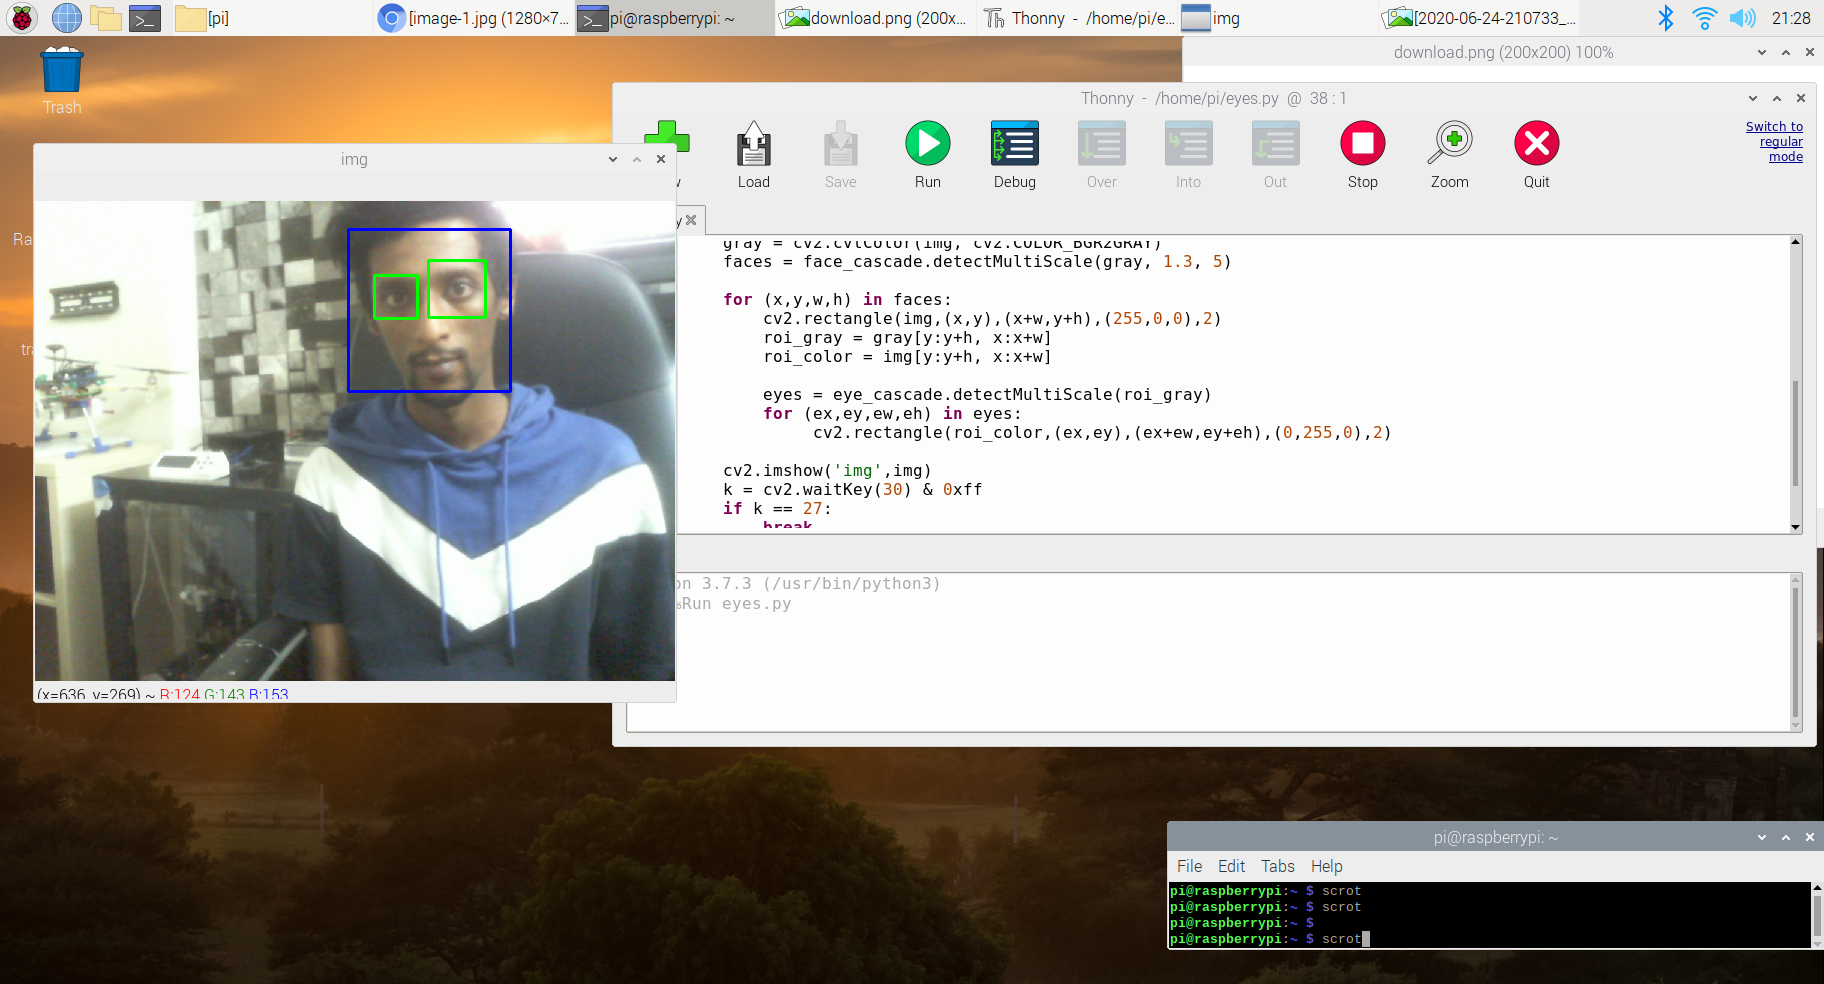 [pi]
[image-1.jpg (1280×7...
pi@raspberrypi: ~
download.png (200x...
Thonny - /home/pi/e...
img
[2020-06-24-210733_...
21:28
Trash
download.png (200x200) 100%
Thonny - /home/pi/eyes.py @ 38 : 1
Load
Save
Run
Debug
Over
Into
Out
Stop
Zoom
Quit
Switch to
regular
mode
img
(x=636, y=269) ~ R:124 G:143 B:153
gray = cv2.cvtColor(img, cv2.COLOR_BGR2GRAY)
faces = face_cascade.detectMultiScale(gray, 1.3, 5)
for (x,y,w,h) in faces:
cv2.rectangle(img,(x,y),(x+w,y+h),(255,0,0),2)
roi_gray = gray[y:y+h, x:x+w]
roi_color = img[y:y+h, x:x+w]
eyes = eye_cascade.detectMultiScale(roi_gray)
for (ex,ey,ew,eh) in eyes:
cv2.rectangle(roi_color,(ex,ey),(ex+ew,ey+eh),(0,255,0),2)
cv2.imshow('img',img)
k = cv2.waitKey(30) & 0xff
if k == 27:
break
on 3.7.3 (/usr/bin/python3)
%Run eyes.py
pi@raspberrypi: ~
File Edit Tabs Help
pi@raspberrypi:~ $ scrot
pi@raspberrypi:~ $ scrot
pi@raspberrypi:~ $
pi@raspberrypi:~ $ scrot